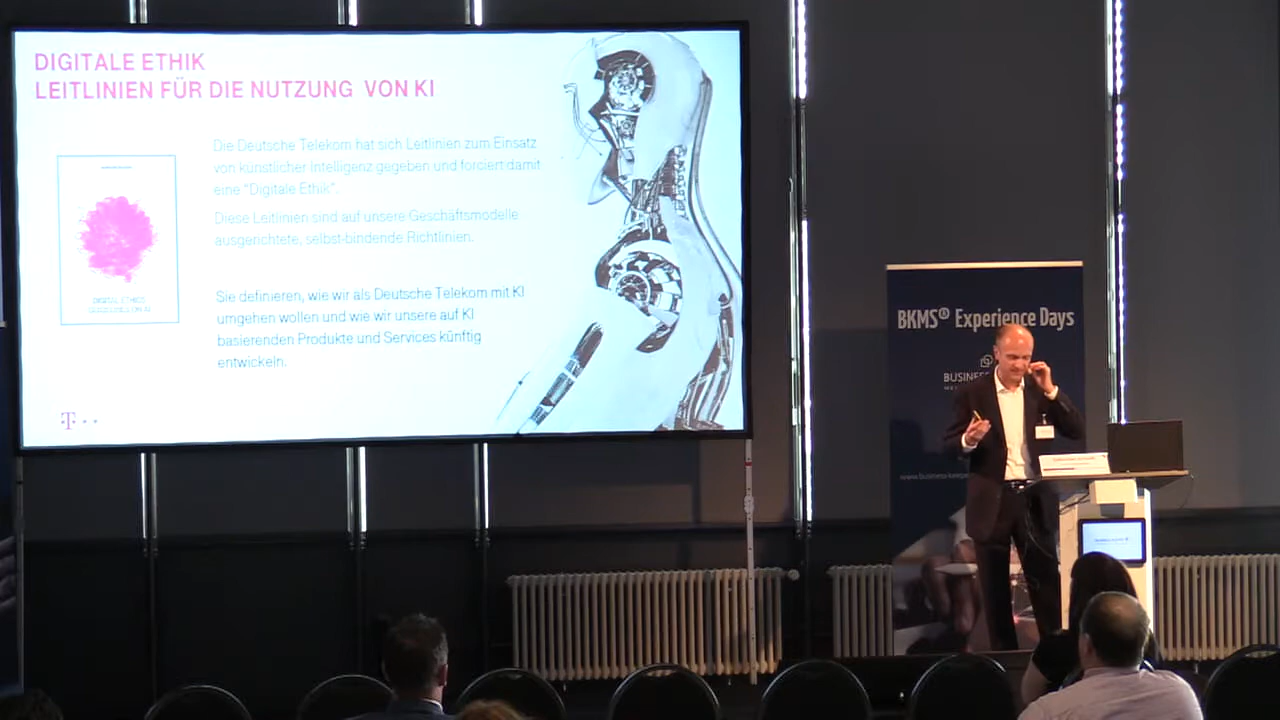 DIGITALE ETHIK
LEITLINIEN FÜR DIE NUTZUNG VON KI
Die Deutsche Telekom hat sich Leitlinien zum Einsatz
von künstlicher Intelligenz gegeben und forciert damit
eine "Digitale Ethik".
Diese Leitlinien sind auf unsere Geschäftsmodelle
ausgerichtete, selbst-bindende Richtlinien.
Sie definieren, wie wir als Deutsche Telekom mit KI
umgehen wollen und wie wir unsere auf KI
basierenden Produkte und Services künftig
entwickeln.
DIGITAL ETHICS
T
BKMS® Experience Days
BUSINESS